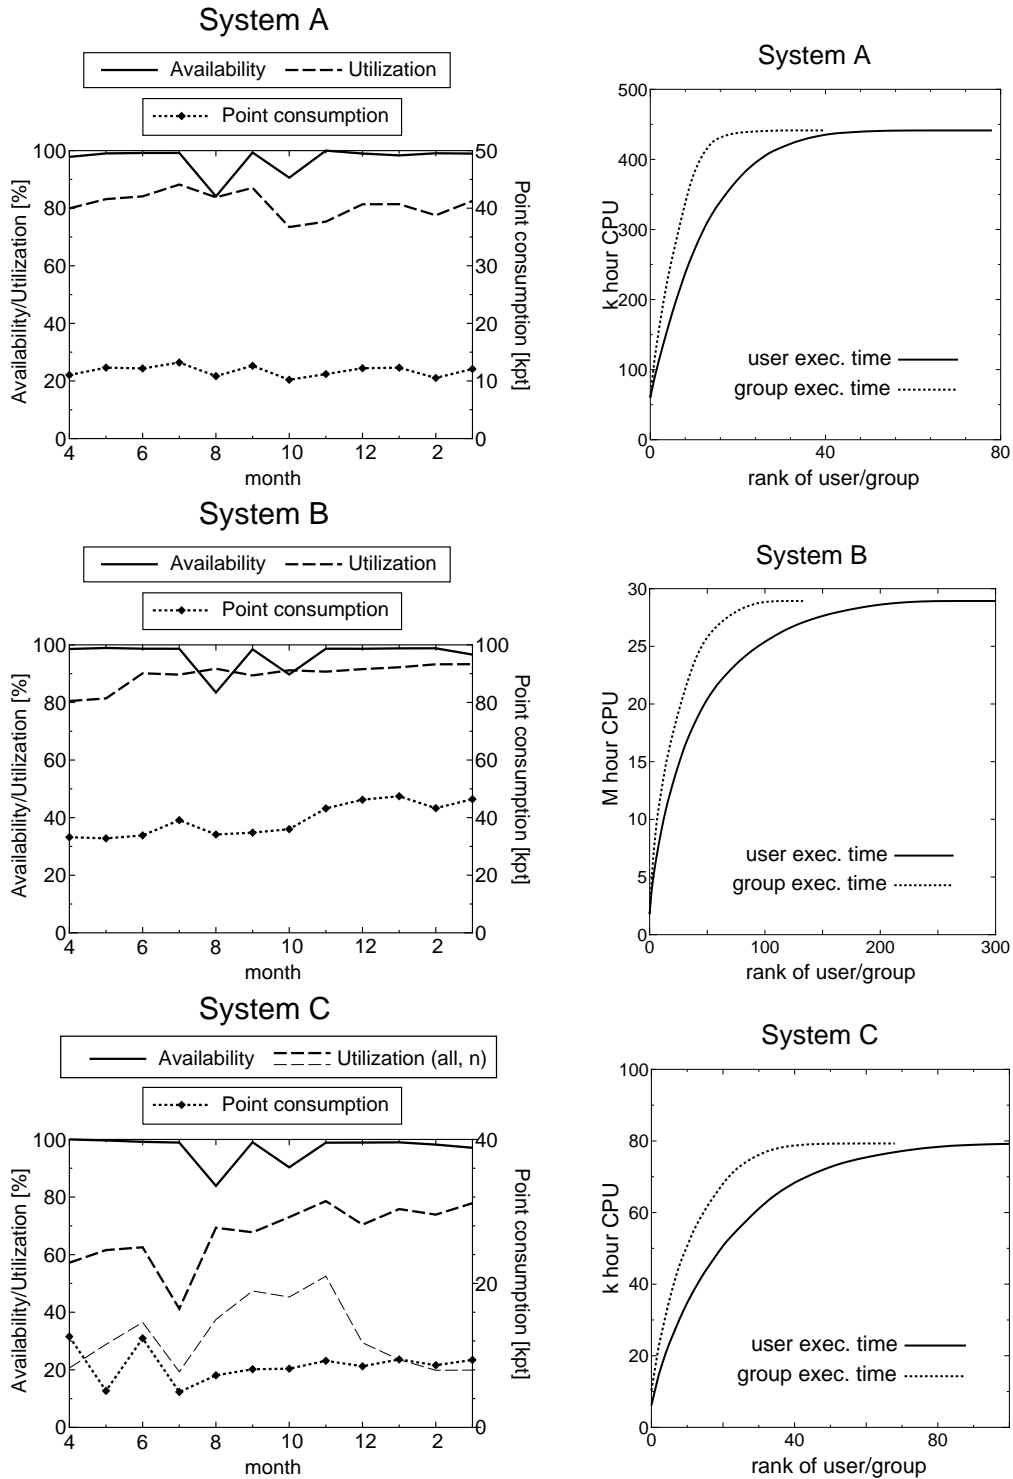 System A
Availability Utilization
Point consumption
100
80
60
40
20
0
50
40
30
20
10
0
4 6 8 10 12 2
month
Availability/Utilization [%]
Point consumption [kpt]
System A
500
400
300
200
100
0
0 40 80
k hour CPU
user exec. time
group exec. time
rank of user/group
System B
Availability Utilization
Point consumption
100
80
60
40
20
0
100
80
60
40
20
0
4 6 8 10 12 2
month
Availability/Utilization [%]
Point consumption [kpt]
System B
30
25
20
15
10
5
0
0 100 200 300
M hour CPU
user exec. time
group exec. time
rank of user/group
System C
Availability Utilization (all, n)
Point consumption
100
80
60
40
20
0
40
20
0
4 6 8 10 12 2
month
Availability/Utilization [%]
Point consumption [kpt]
System C
100
80
60
40
20
0
0 40 80
k hour CPU
user exec. time
group exec. time
rank of user/group